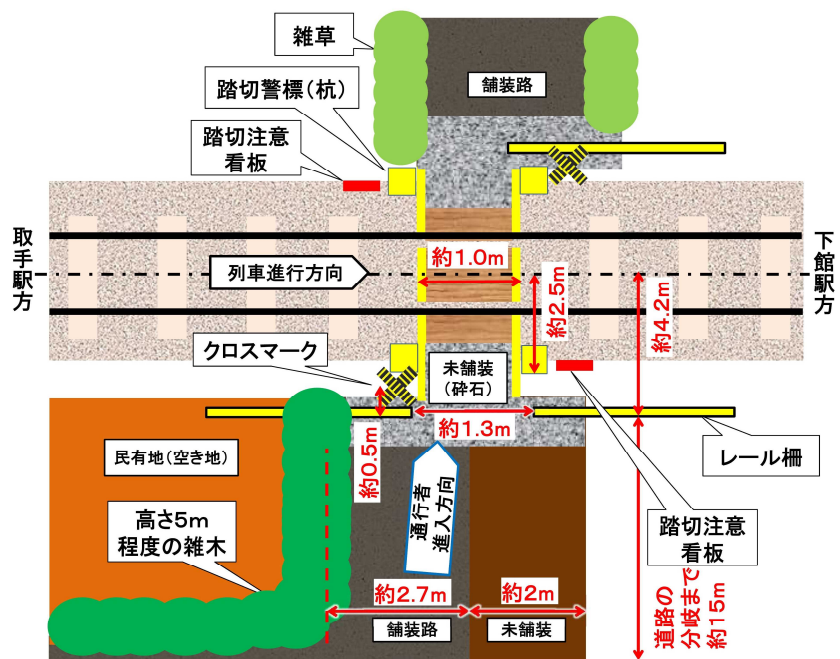 雑草
舗装路
踏切警標(杭)
踏切注意
看板
取手駅方
下館駅方
列車進行方向
約1.0m
約2.5m
約4.2m
クロスマーク
未舗装
(砕石)
約1.3m
約0.5m
レール柵
民有地(空き地)
高さ5m
程度の雑木
通行者
進入方向
踏切注意
看板
約2.7m
約2m
舗装路
未舗装
道路の
分岐まで
約15m